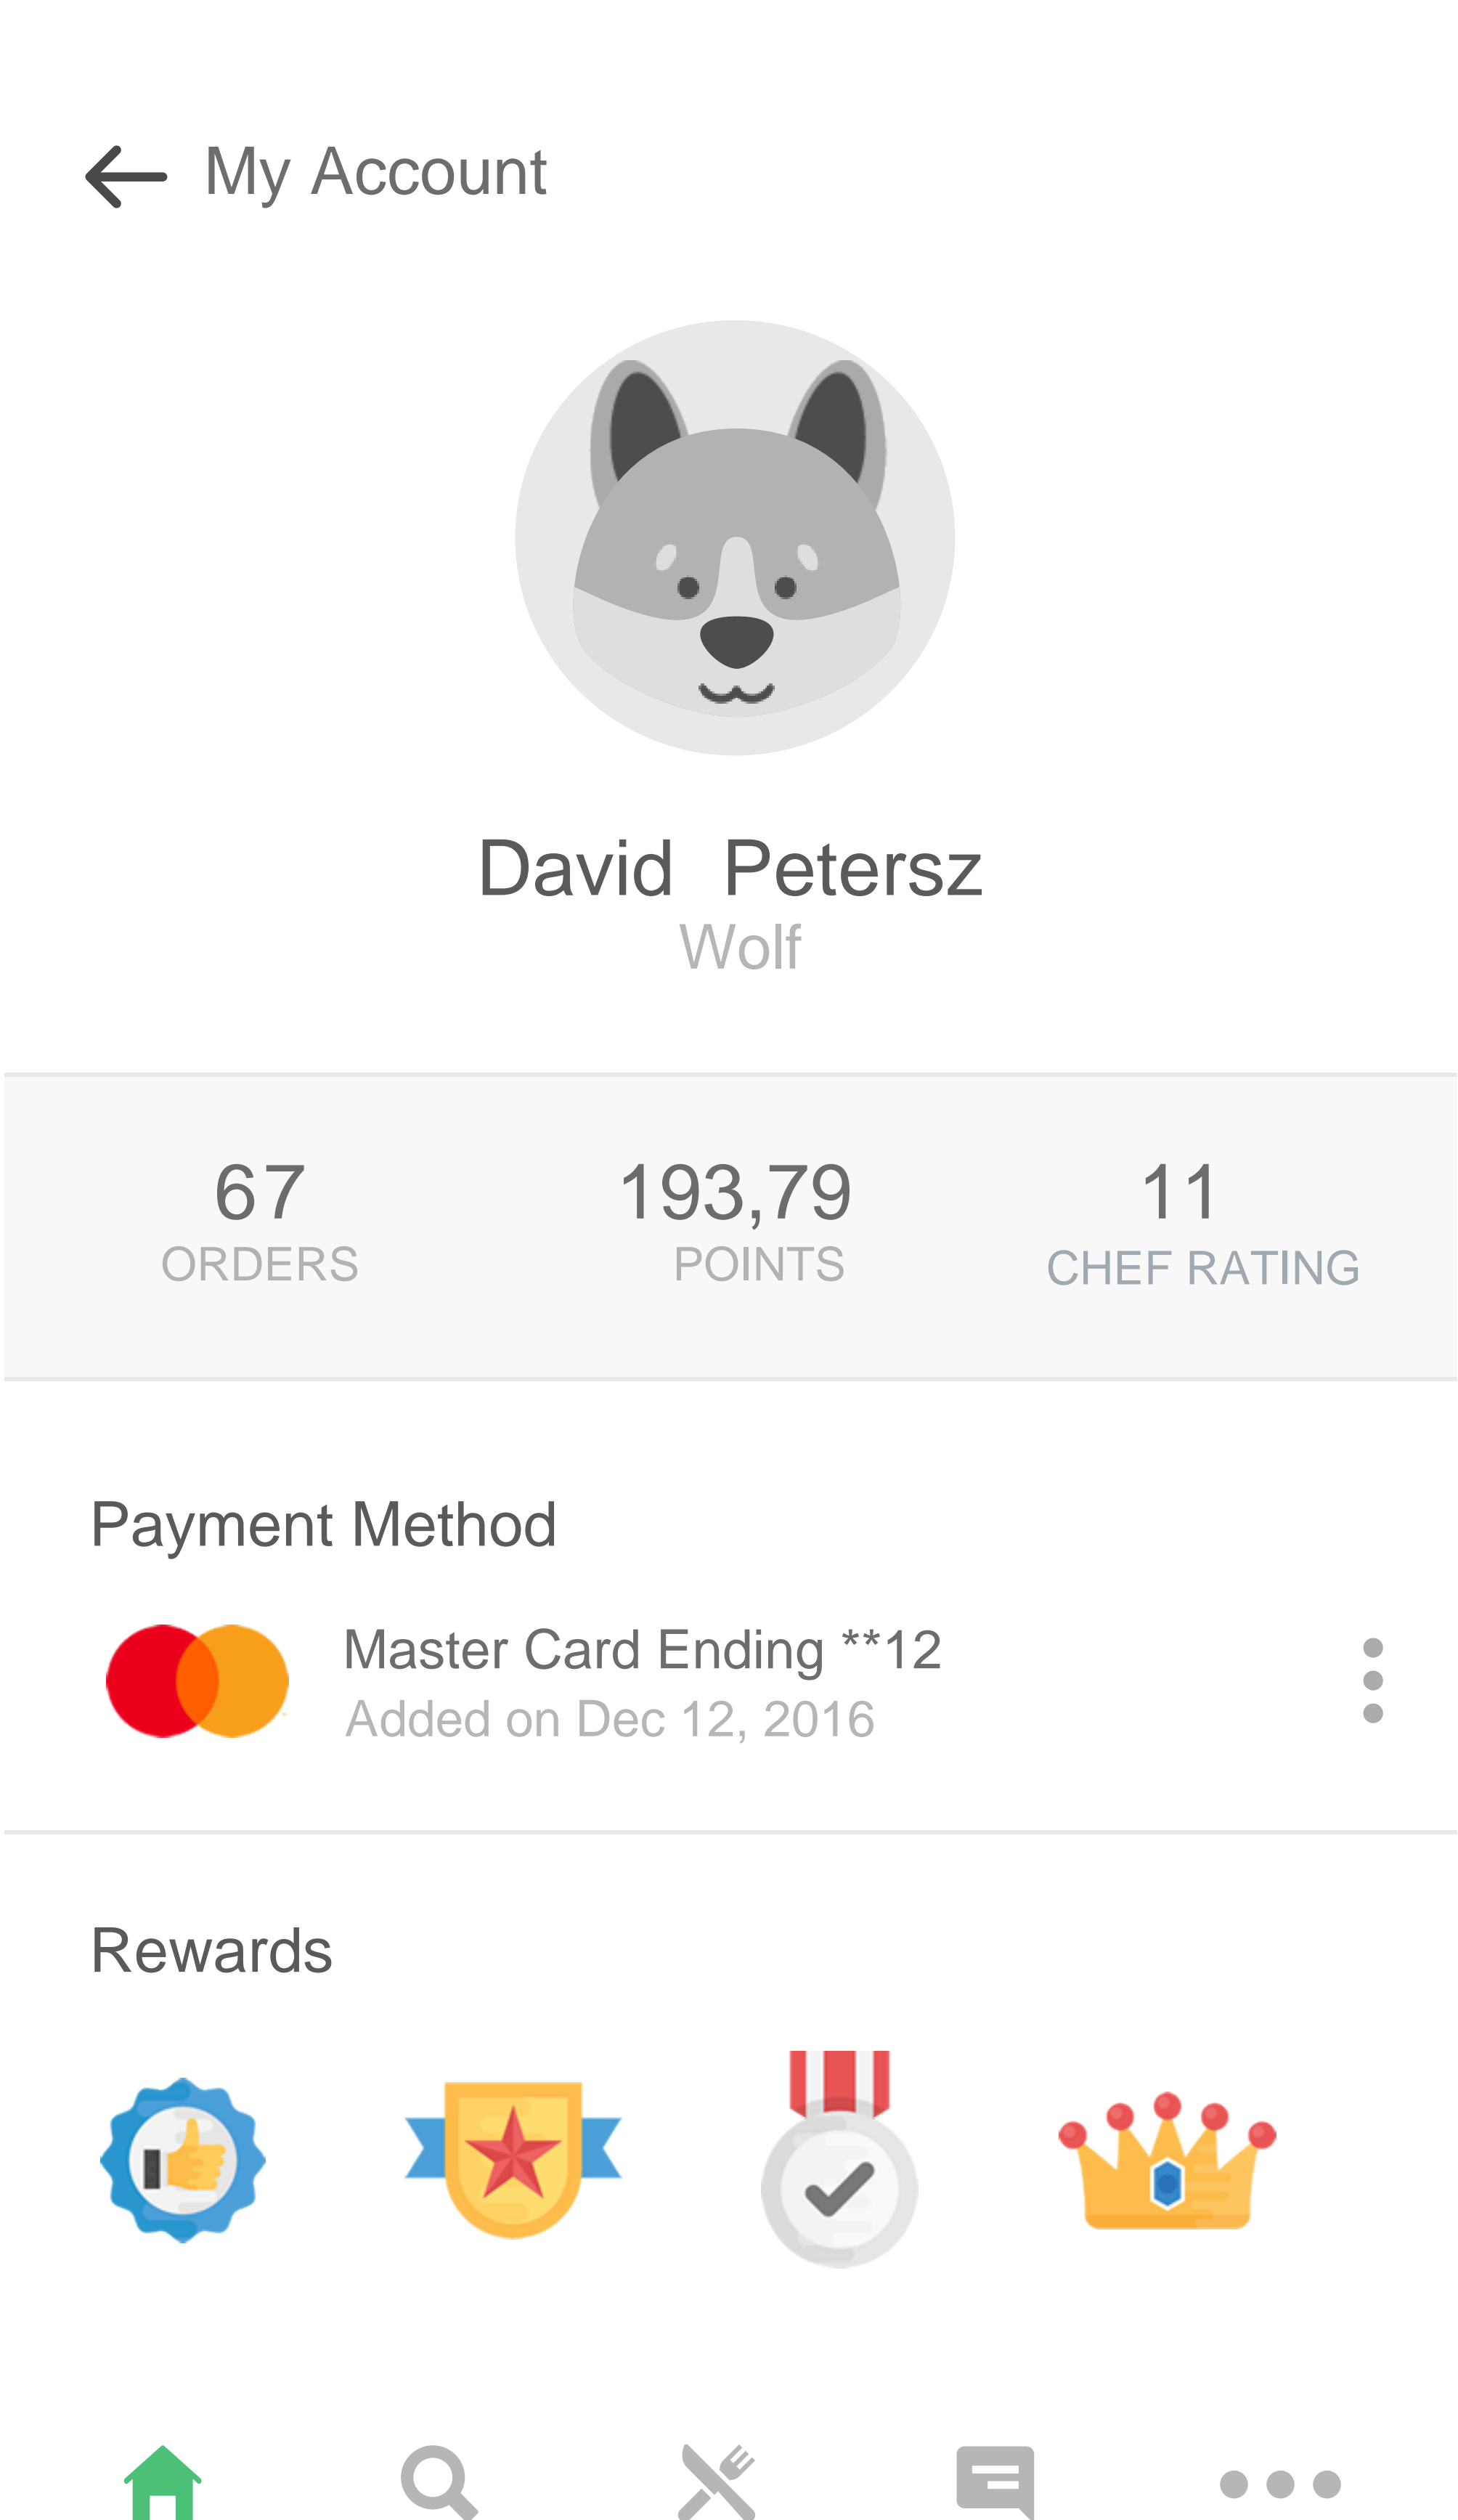 My Account
David Petersz
Wolf
67 193,79 11
ORDERS POINTS CHEF RATING
Payment Method
Master Card Ending **12
Added on Dec 12, 2016
Rewards